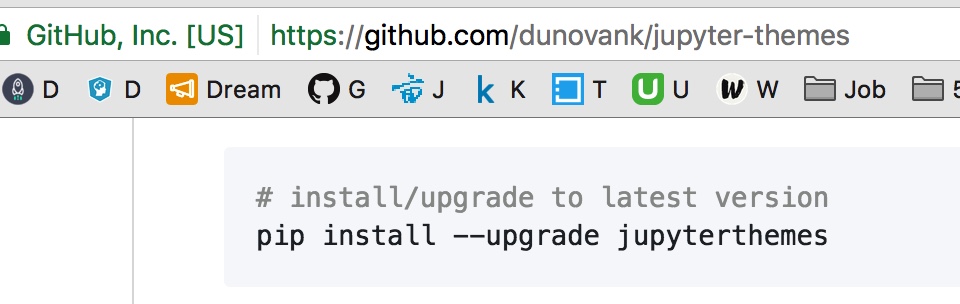 GitHub, Inc. [US] https://github.com/dunovank/jupyter-themes
D D Dream G J k K T U U W W Job 5
# install/upgrade to latest version
pip install --upgrade jupyterthemes